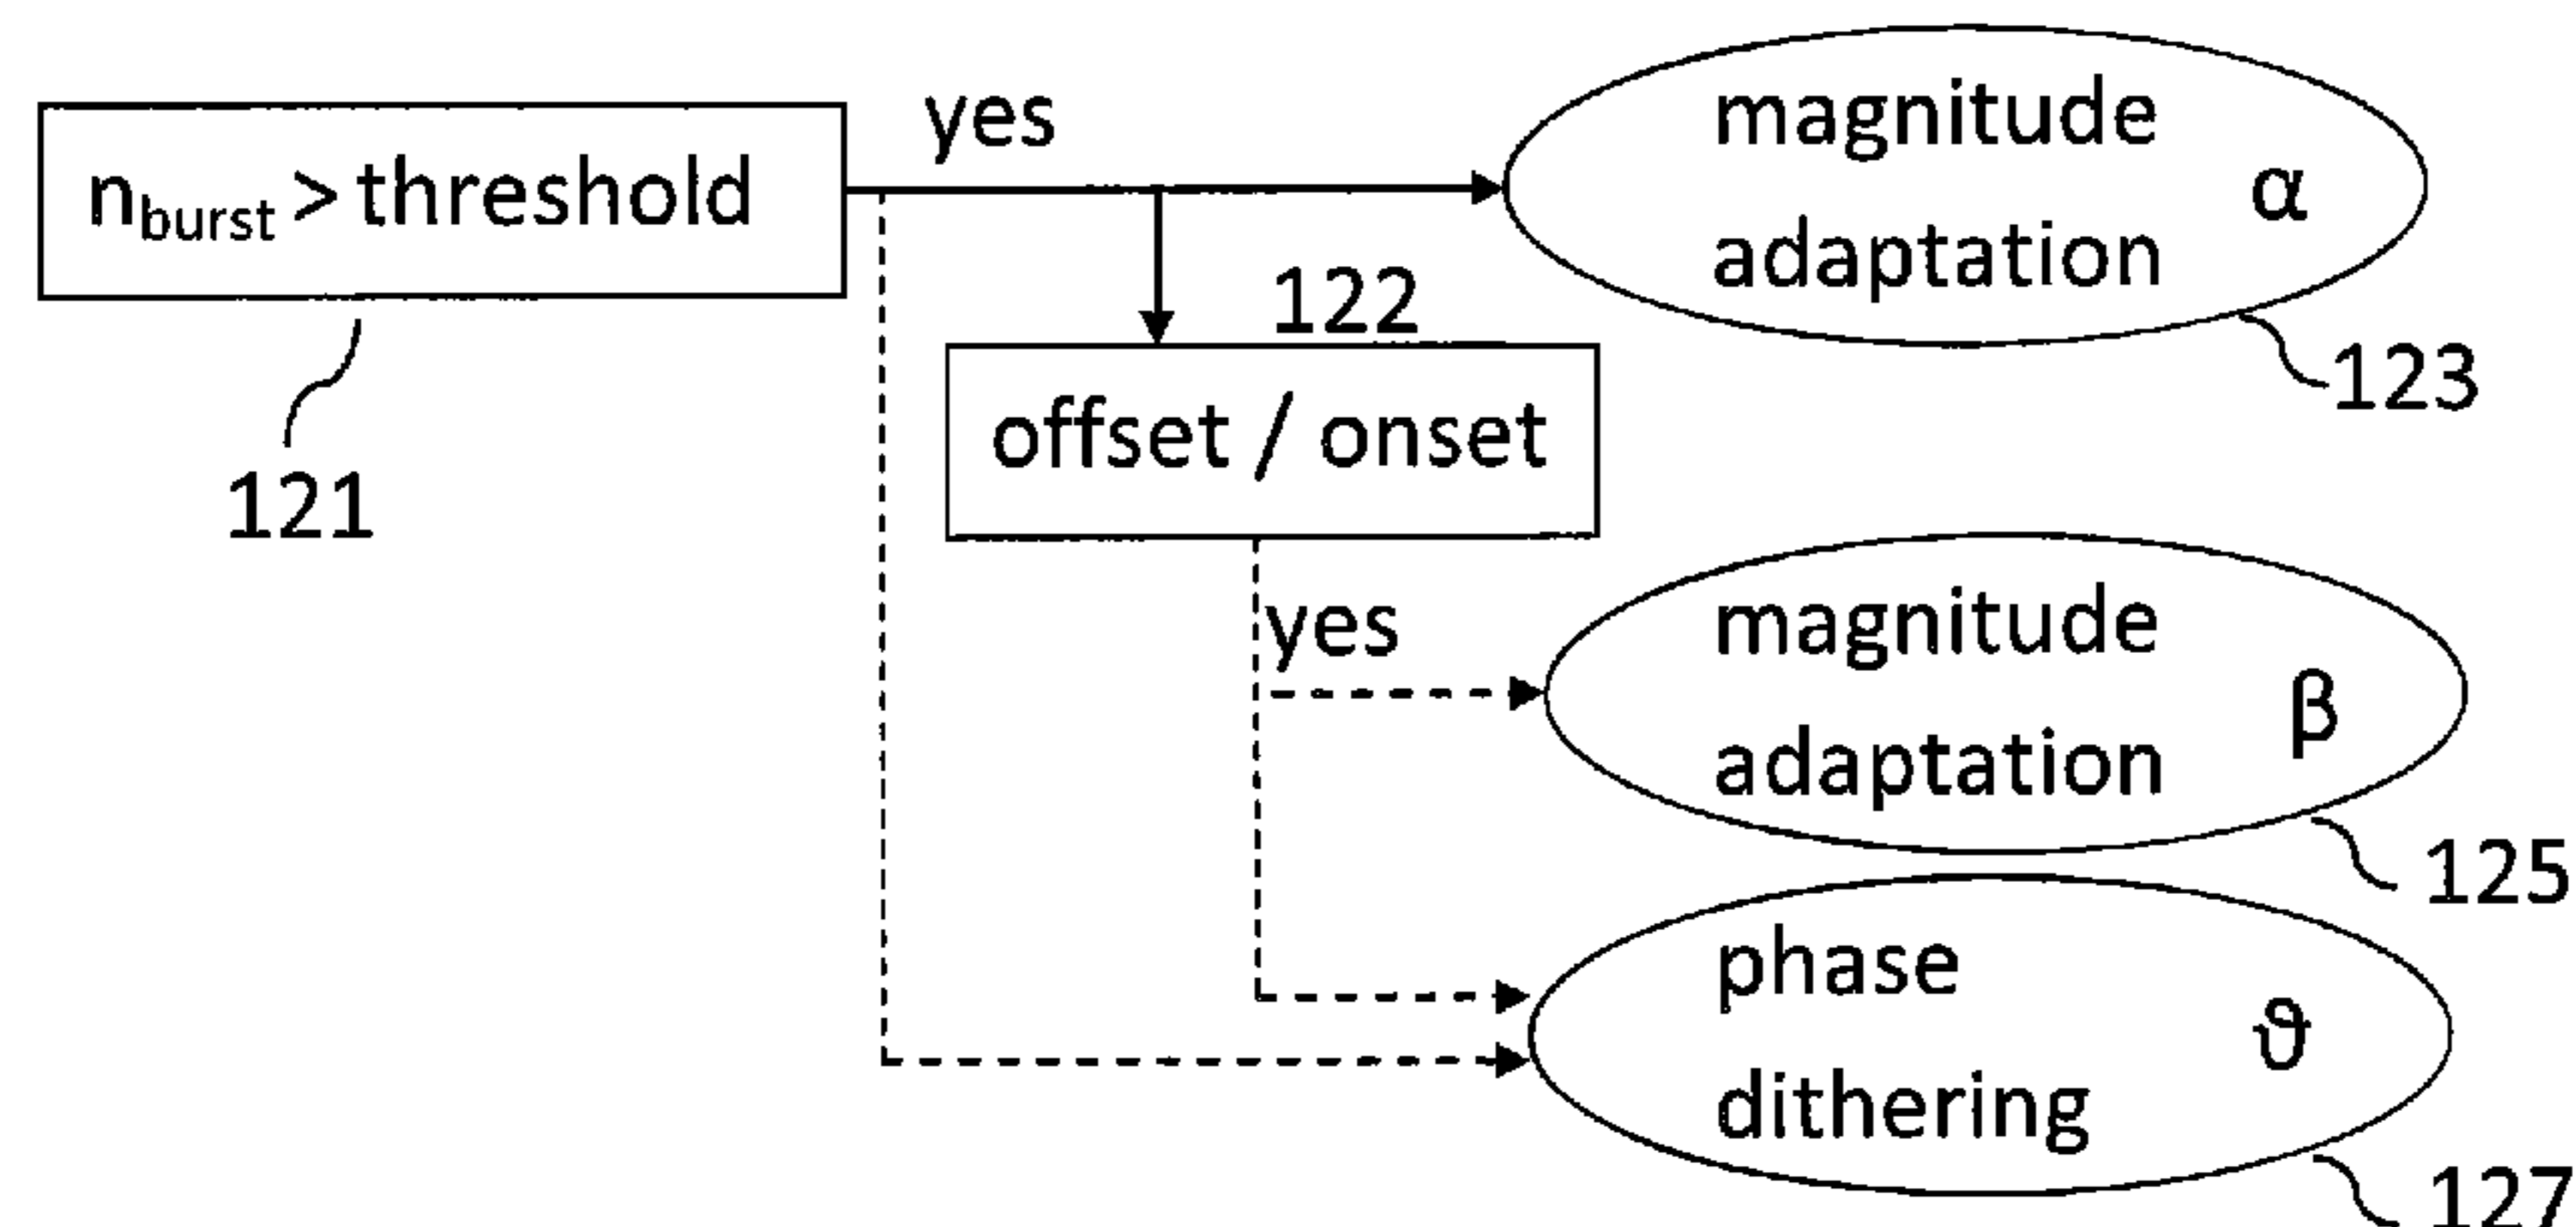 yes
n_burst > threshold
magnitude
adaptation α
122
123
offset / onset
121
yes
magnitude
adaptation β
125
phase
dithering ϑ
127